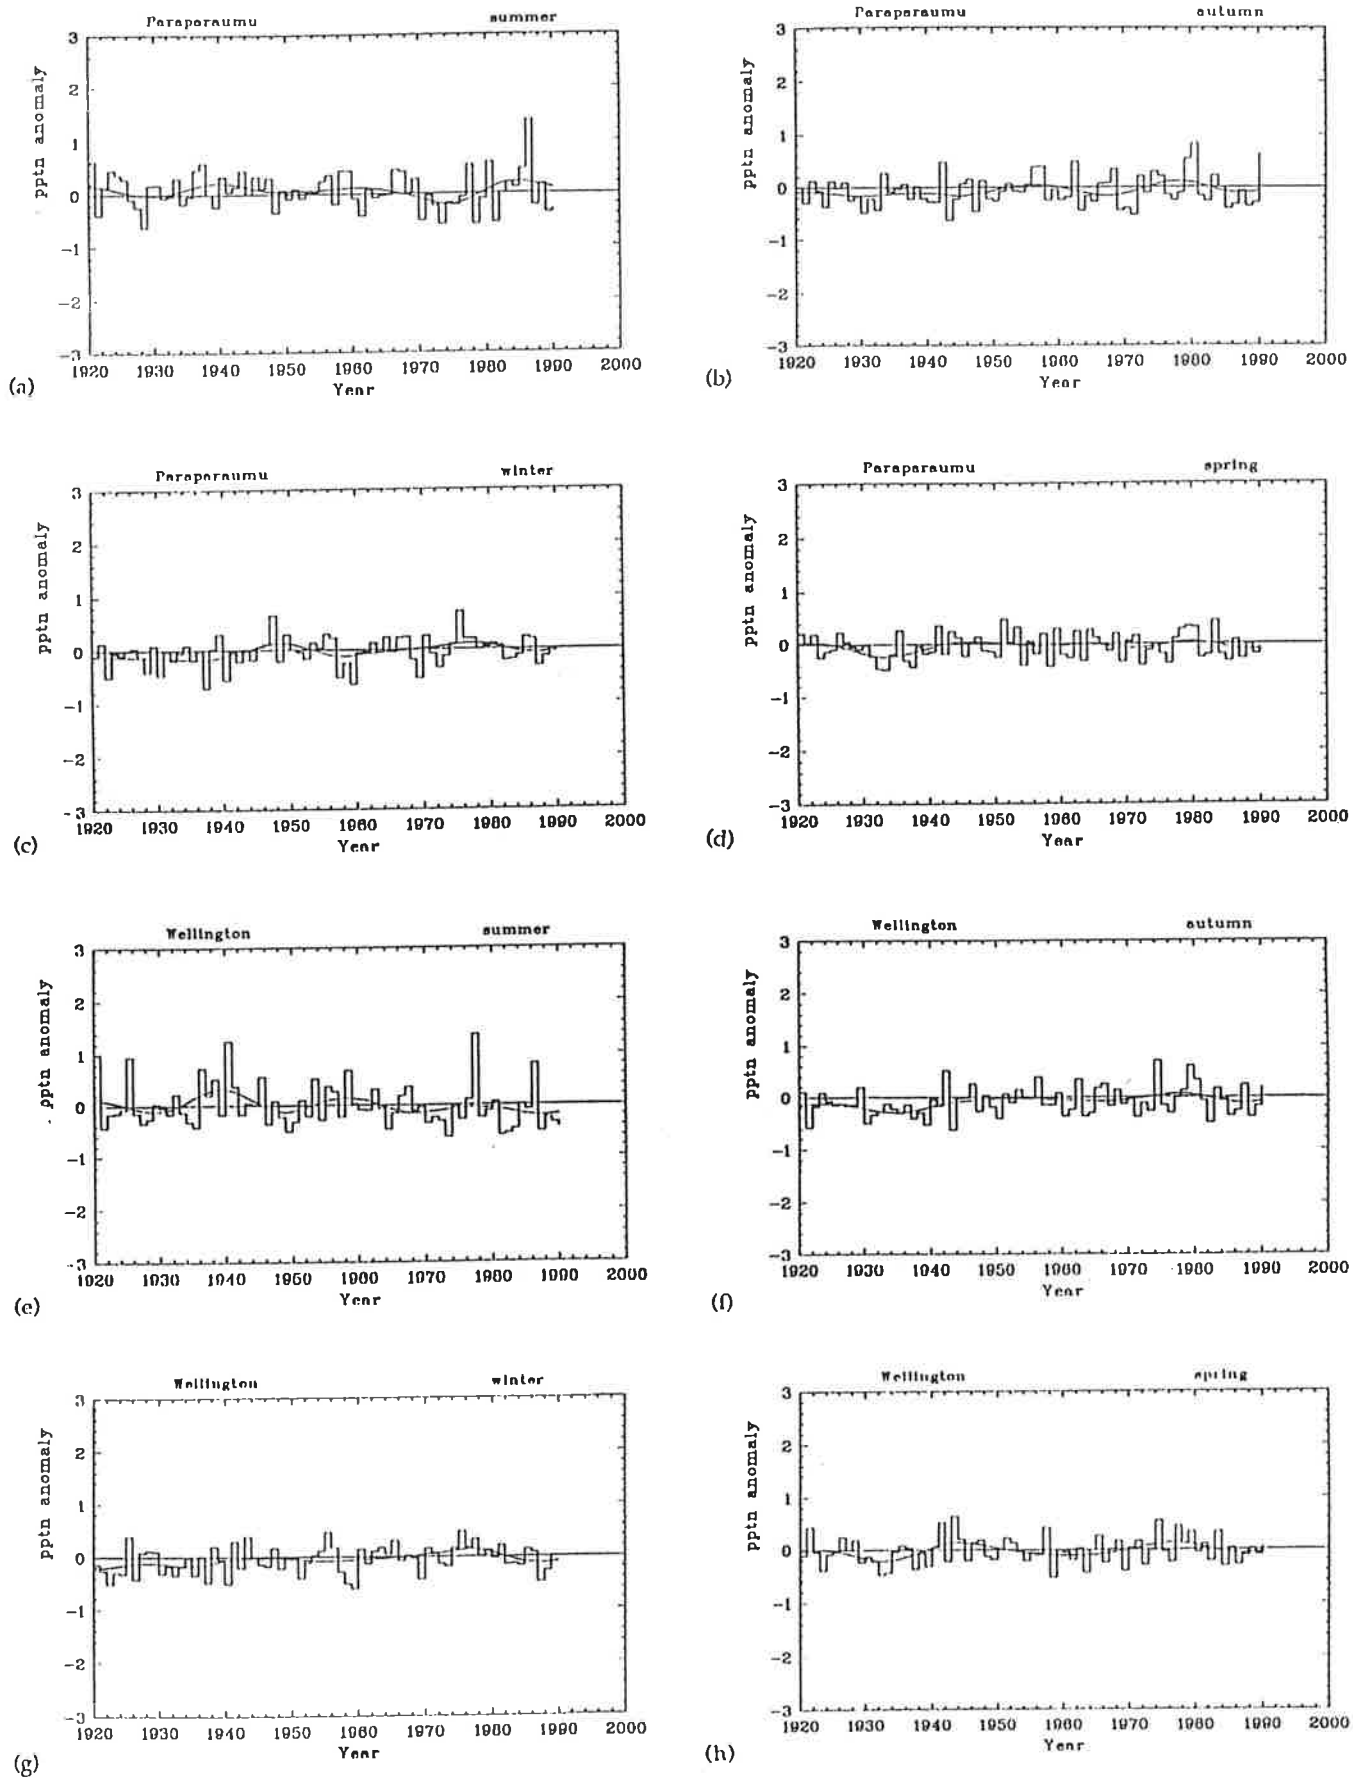 Paraparaumu summer
3
2
1
0
-1
-2
-3
pptn anomaly
1920 1930 1940 1950 1960 1970 1980 1990 2000
Year
(a)
Paraparaumu autumn
3
2
1
0
-1
-2
-3
pptn anomaly
1920 1930 1940 1950 1960 1970 1980 1990 2000
Year
(b)
Paraparaumu winter
3
2
1
0
-1
-2
-3
pptn anomaly
1920 1930 1940 1950 1960 1970 1980 1990 2000
Year
(c)
Paraparaumu spring
3
2
1
0
-1
-2
-3
pptn anomaly
1920 1930 1940 1950 1960 1970 1980 1990 2000
Year
(d)
Wellington summer
3
2
1
0
-1
-2
-3
pptn anomaly
1920 1930 1940 1950 1960 1970 1980 1990 2000
Year
(e)
Wellington autumn
3
2
1
0
-1
-2
-3
pptn anomaly
1920 1930 1940 1950 1960 1970 1980 1990 2000
Year
(f)
Wellington winter
3
2
1
0
-1
-2
-3
pptn anomaly
1920 1930 1940 1950 1960 1970 1980 1990 2000
Year
(g)
Wellington spring
3
2
1
0
-1
-2
-3
pptn anomaly
1920 1930 1940 1950 1960 1970 1980 1990 2000
Year
(h)